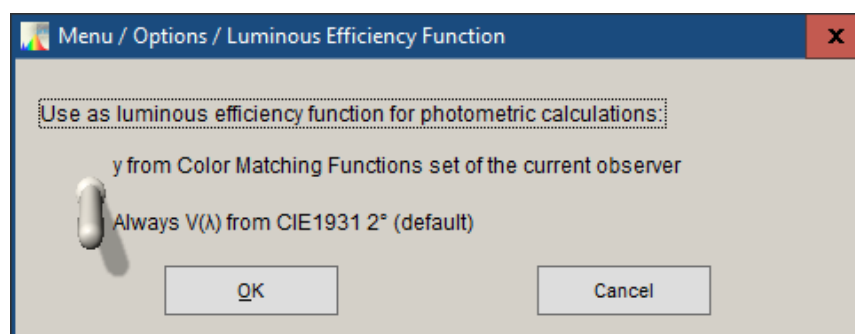 Menu / Options / Luminous Efficiency Function
x
Use as luminous efficiency function for photometric calculations:
y from Color Matching Functions set of the current observer
Always V(λ) from CIE1931 2° (default)
OK
Cancel